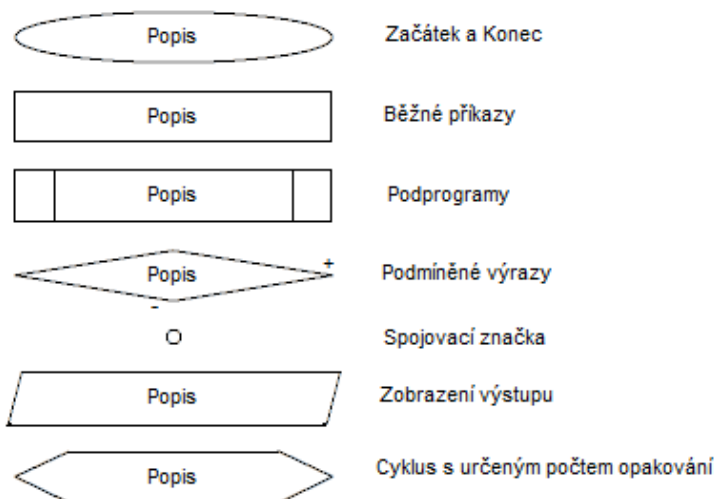 Popis Začátek a Konec
Popis Běžné příkazy
Popis Podprogramy
Popis + - Podmíněné výrazy
Spojovací značka
Popis Zobrazení výstupu
Popis Cyklus s určeným počtem opakování